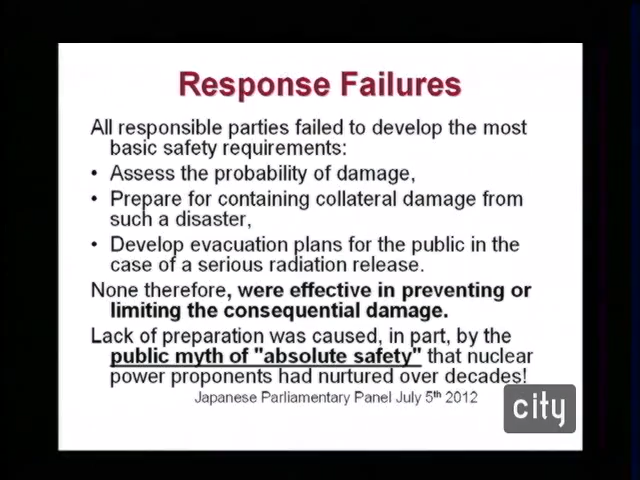 Response Failures
All responsible parties failed to develop the most
basic safety requirements:
• Assess the probability of damage,
• Prepare for containing collateral damage from
such a disaster,
• Develop evacuation plans for the public in the
case of a serious radiation release.
None therefore, were effective in preventing or
limiting the consequential damage.
Lack of preparation was caused, in part, by the
public myth of "absolute safety" that nuclear
power proponents had nurtured over decades!
Japanese Parliamentary Panel July 5th 2012
city